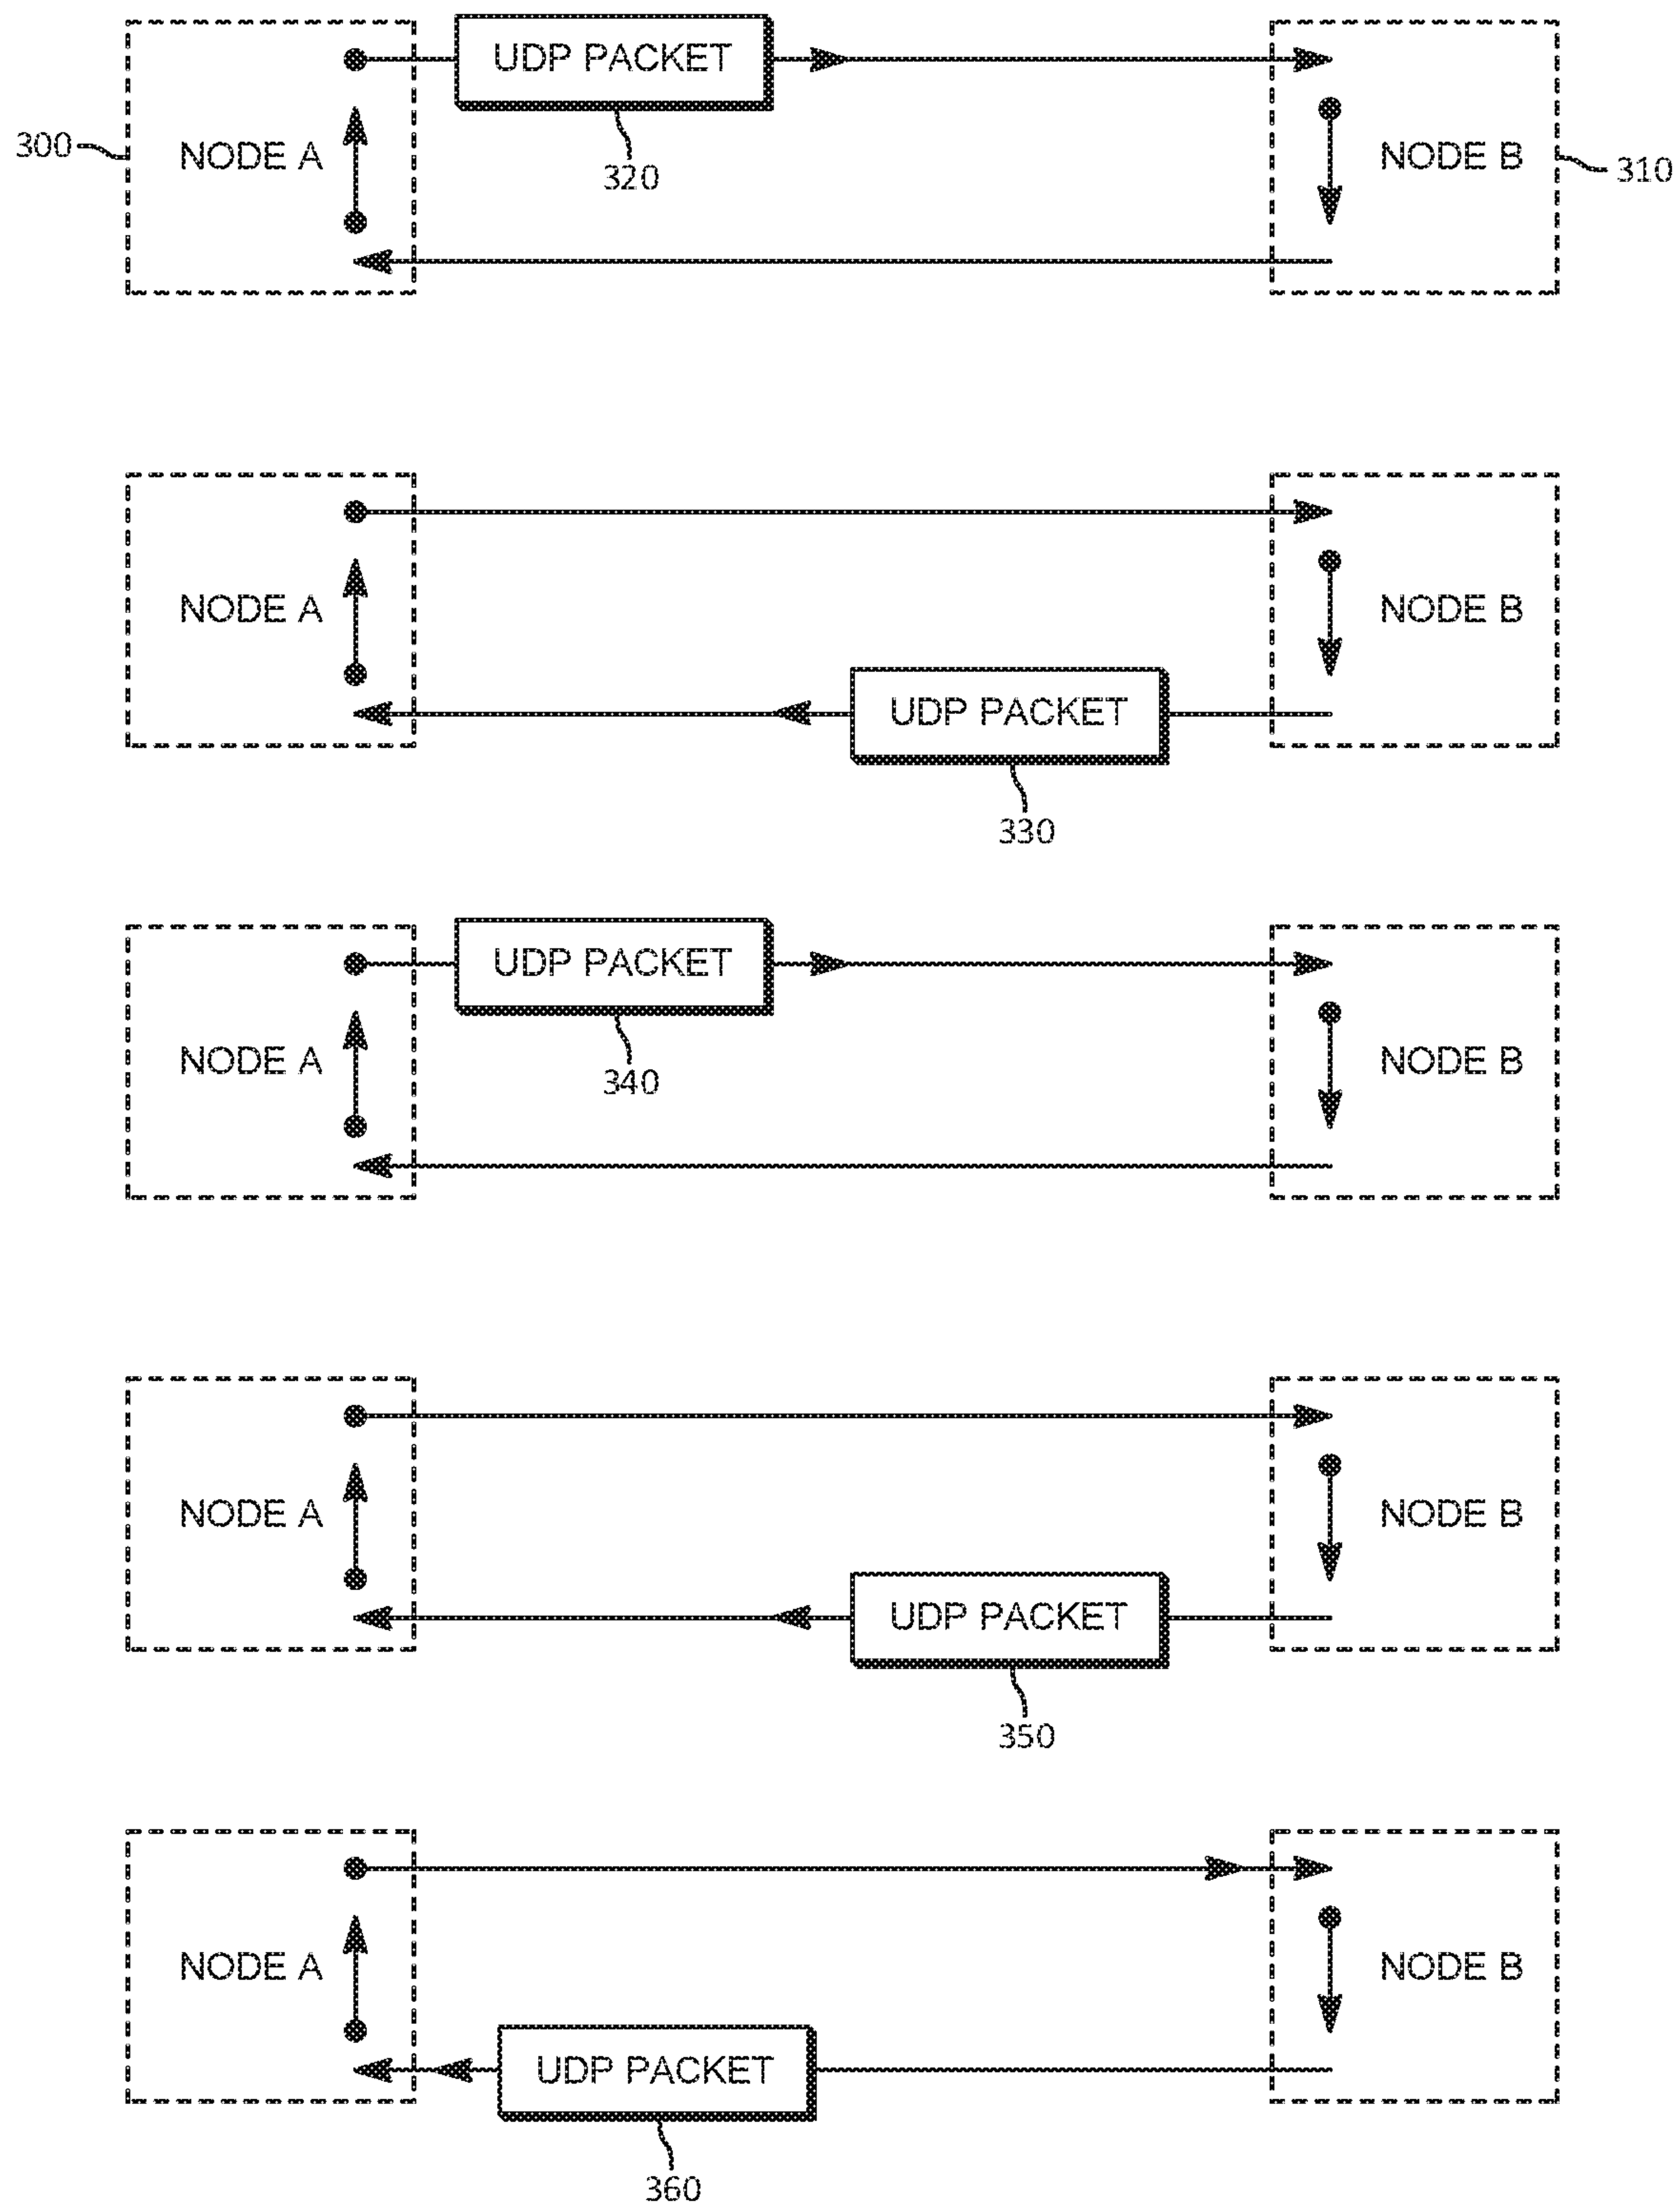 UDP PACKET
300
NODE A
320
NODE B
310
NODE A
NODE B
UDP PACKET
330
UDP PACKET
NODE A
340
NODE B
NODE A
NODE B
UDP PACKET
350
NODE A
NODE B
UDP PACKET
360